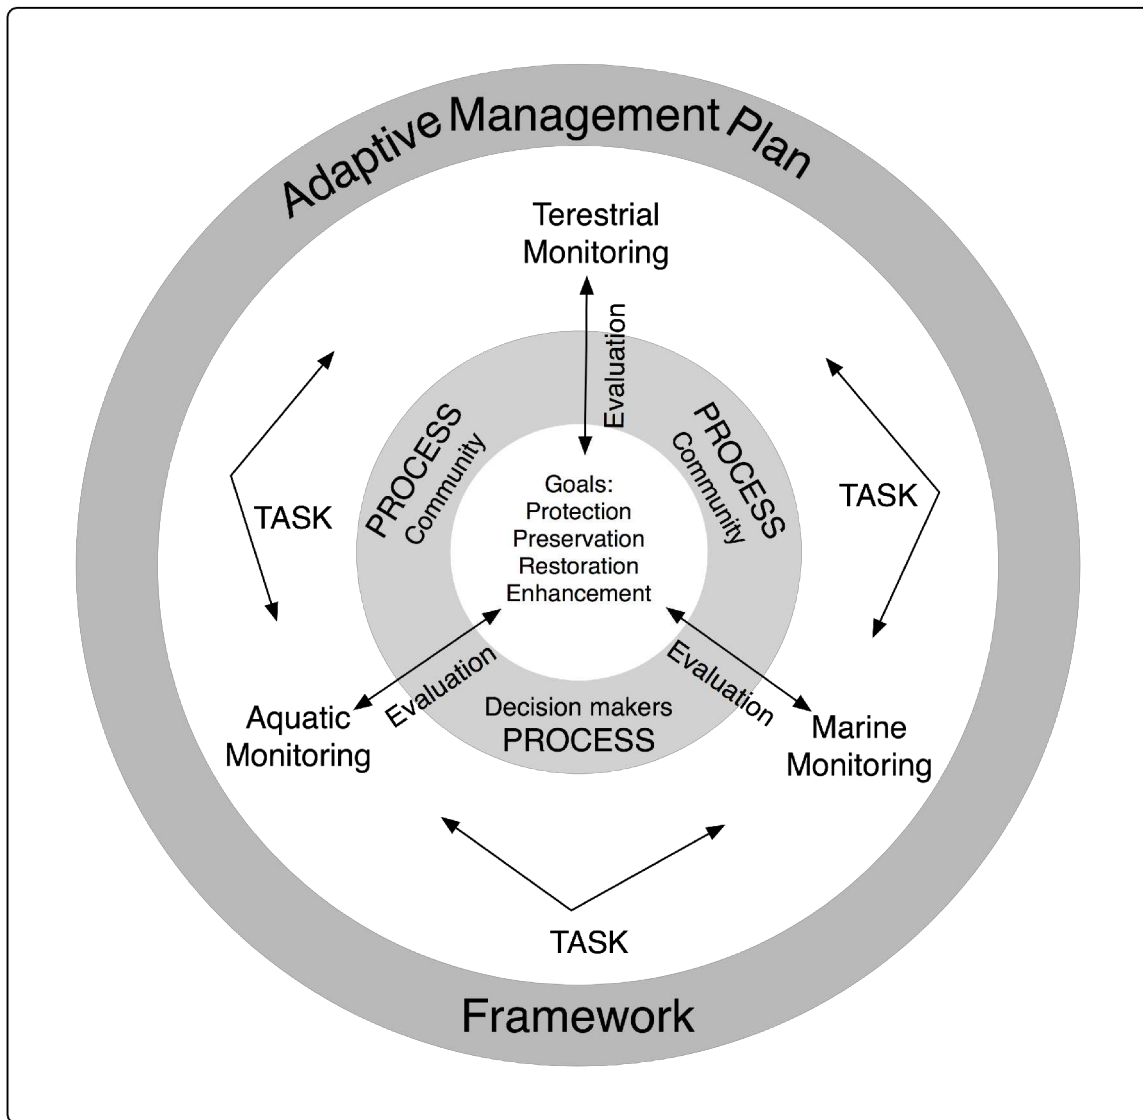 Adaptive Management Plan
Terestrial
Monitoring
Evaluation
PROCESS
Community
PROCESS
Community
Goals:
Protection
Preservation
Restoration
Enhancement
TASK
TASK
Evaluation
Evaluation
Decision makers
PROCESS
Aquatic
Monitoring
Marine
Monitoring
TASK
Framework